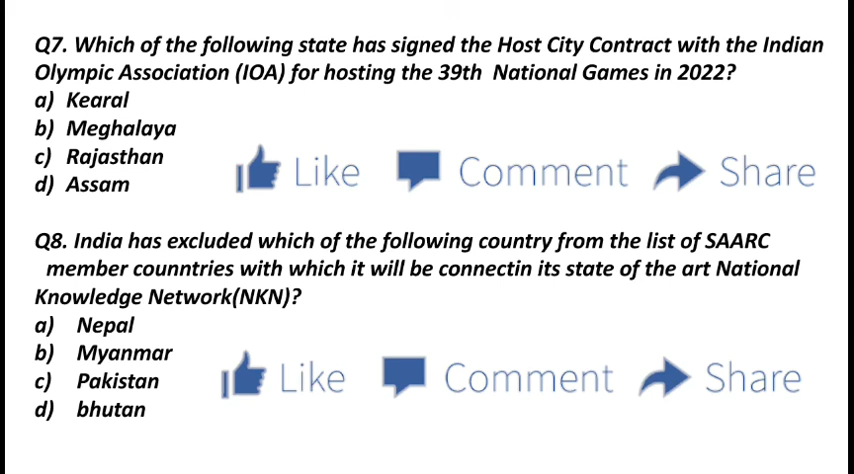 Q7. Which of the following state has signed the Host City Contract with the Indian
Olympic Association (IOA) for hosting the 39th National Games in 2022?
a) Kearal
b) Meghalaya
c) Rajasthan
d) Assam
Like Comment Share
Q8. India has excluded which of the following country from the list of SAARC
member counntries with which it will be connectin its state of the art National
Knowledge Network(NKN)?
a) Nepal
b) Myanmar
c) Pakistan
d) bhutan
Like Comment Share